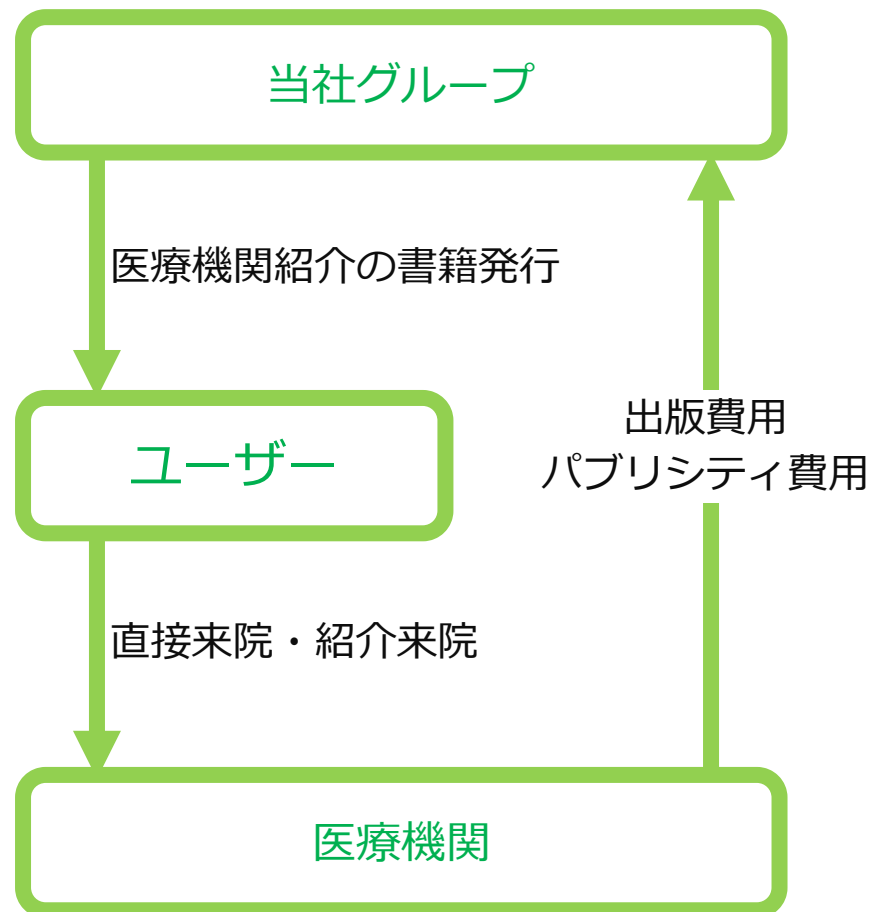 当社グループ
医療機関紹介の書籍発行
出版費用
パブリシティ費用
ユーザー
直接来院・紹介来院
医療機関